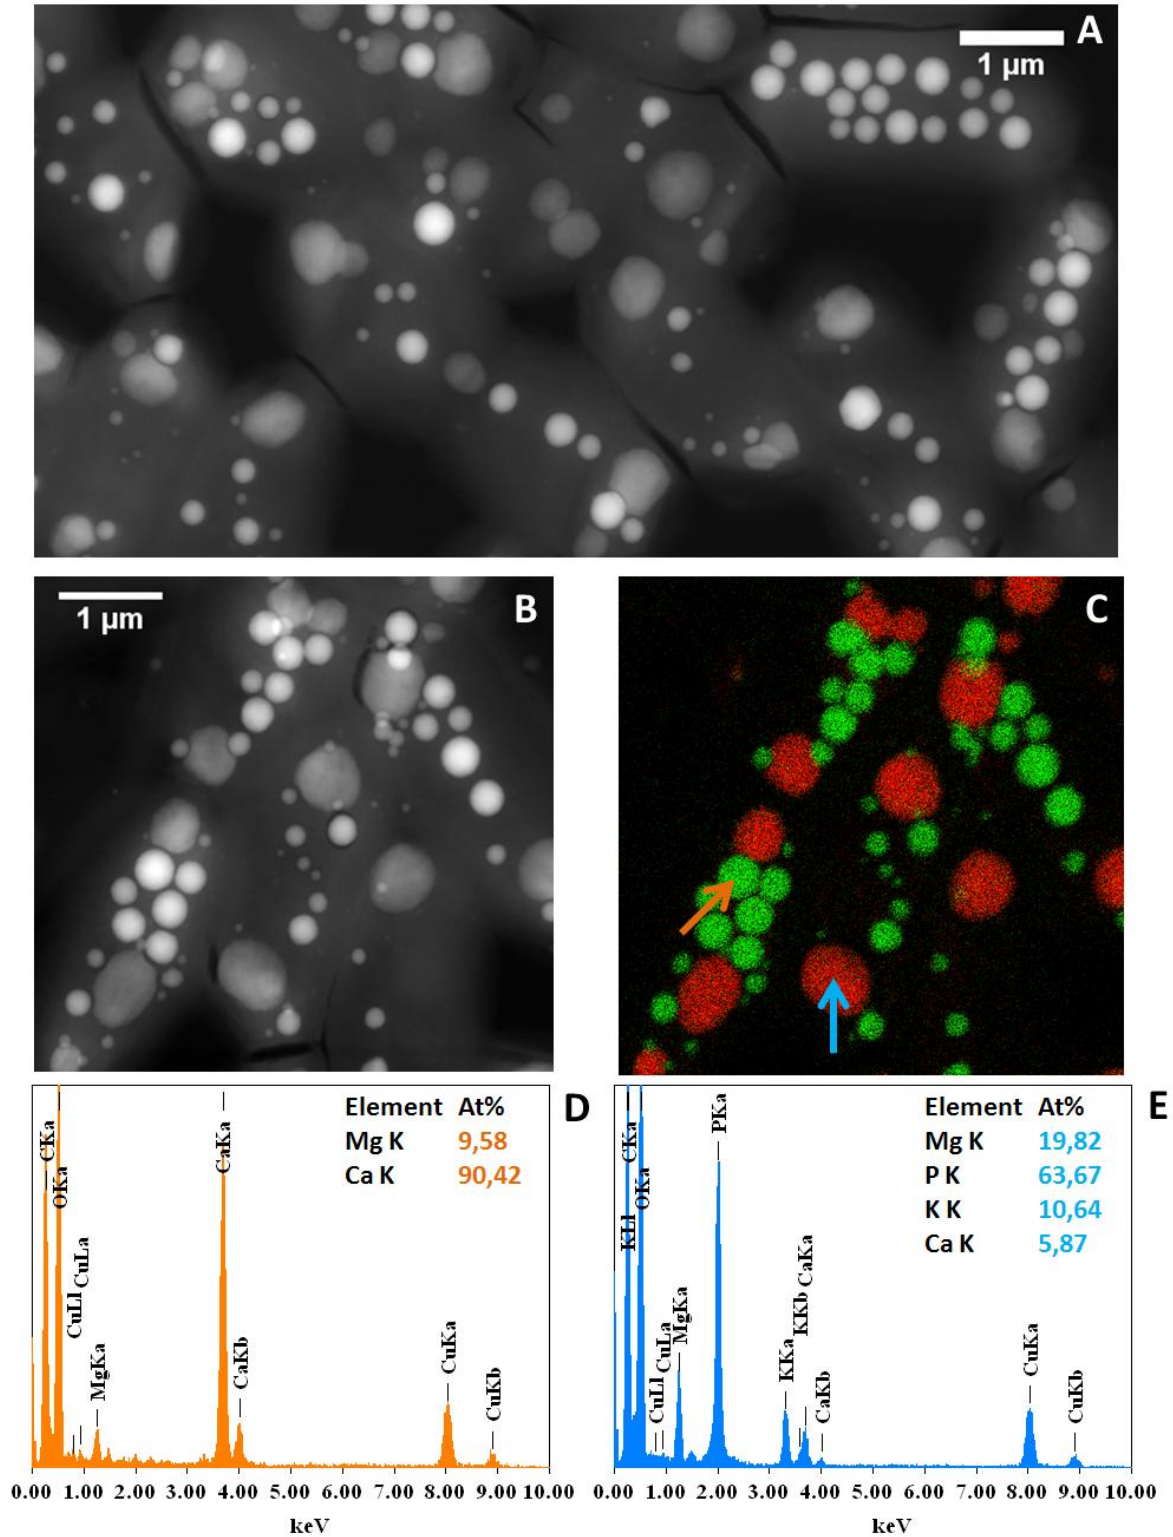 A
1 µm
1 µm
B
C
D
Element At%
Mg K 9,58
Ca K 90,42
CKa
OKa
CuLl
CuLa
MgKa
CaKa
CaKb
CuKa
CuKb
0.00 1.00 2.00 3.00 4.00 5.00 6.00 7.00 8.00 9.00 10.00
keV
E
Element At%
Mg K 19,82
P K 63,67
K K 10,64
Ca K 5,87
KLl
CKa
OKa
CuLl
CuLa
MgKa
PKa
KKa
KKb
CaKa
CaKb
CuKa
CuKb
0.00 1.00 2.00 3.00 4.00 5.00 6.00 7.00 8.00 9.00 10.00
keV